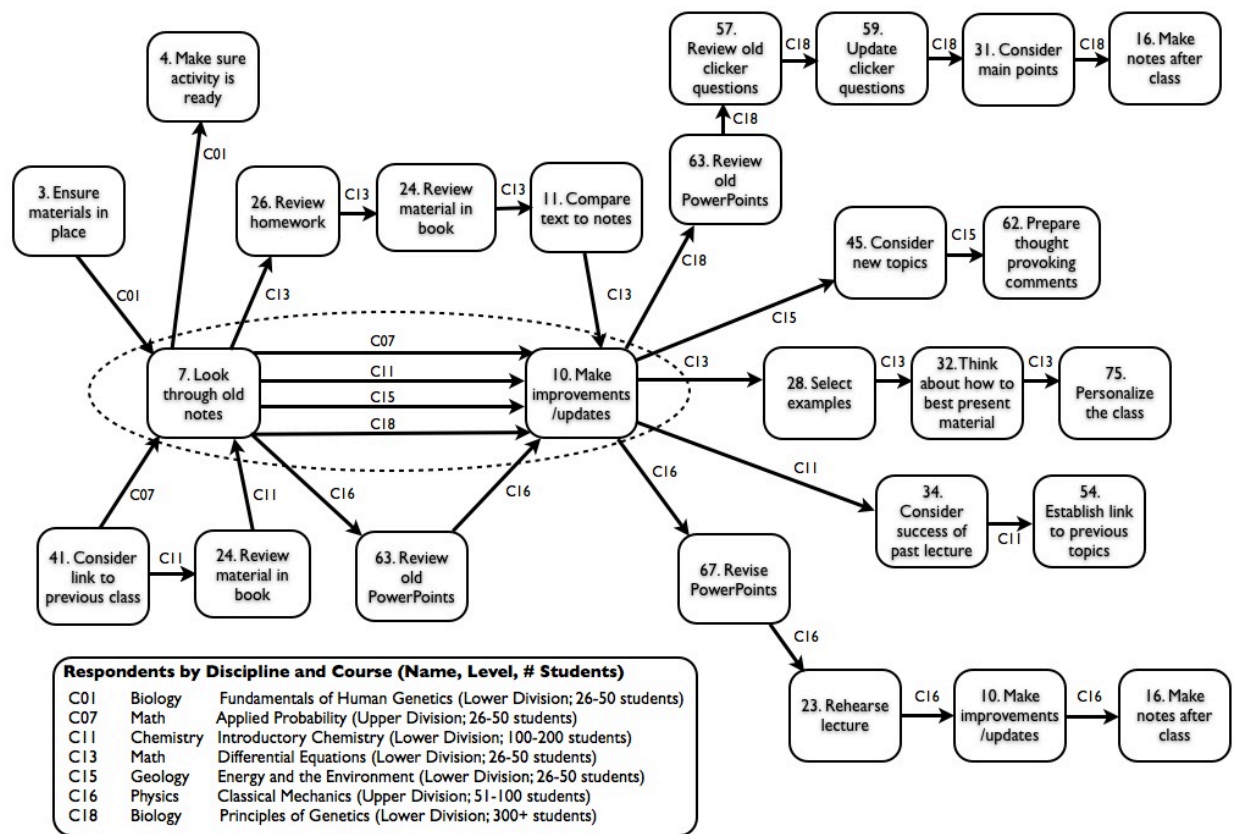 4. Make sure
activity is
ready
57.
Review old
clicker
questions
C18
59.
Update
clicker
questions
C18
31. Consider
main points
C18
16. Make
notes after
class
C01
C18
3. Ensure
materials in
place
26. Review
homework
C13
24. Review
material in
book
C13
11. Compare
text to notes
63. Review
old
PowerPoints
45. Consider
new topics
C15
62. Prepare
thought
provoking
comments
C01
C13
C13
C18
C15
7. Look
through old
notes
C07
C11
C15
C18
10. Make
improvements
/updates
C13
28. Select
examples
C13
32. Think
about how to
best present
material
C13
75.
Personalize
the class
C07
C11
C16
C16
C16
C11
34.
Consider
success of
past lecture
C11
54.
Establish link
to previous
topics
41. Consider
link to
previous class
C11
24. Review
material in
book
63. Review
old
PowerPoints
67. Revise
PowerPoints
C16
23. Rehearse
lecture
C16
10. Make
improvements
/updates
C16
16. Make
notes after
class
Respondents by Discipline and Course (Name, Level, # Students)
C01 Biology Fundamentals of Human Genetics (Lower Division; 26-50 students)
C07 Math Applied Probability (Upper Division; 26-50 students)
C11 Chemistry Introductory Chemistry (Lower Division; 100-200 students)
C13 Math Differential Equations (Lower Division; 26-50 students)
C15 Geology Energy and the Environment (Lower Division; 26-50 students)
C16 Physics Classical Mechanics (Upper Division; 51-100 students)
C18 Biology Principles of Genetics (Lower Division; 300+ students)